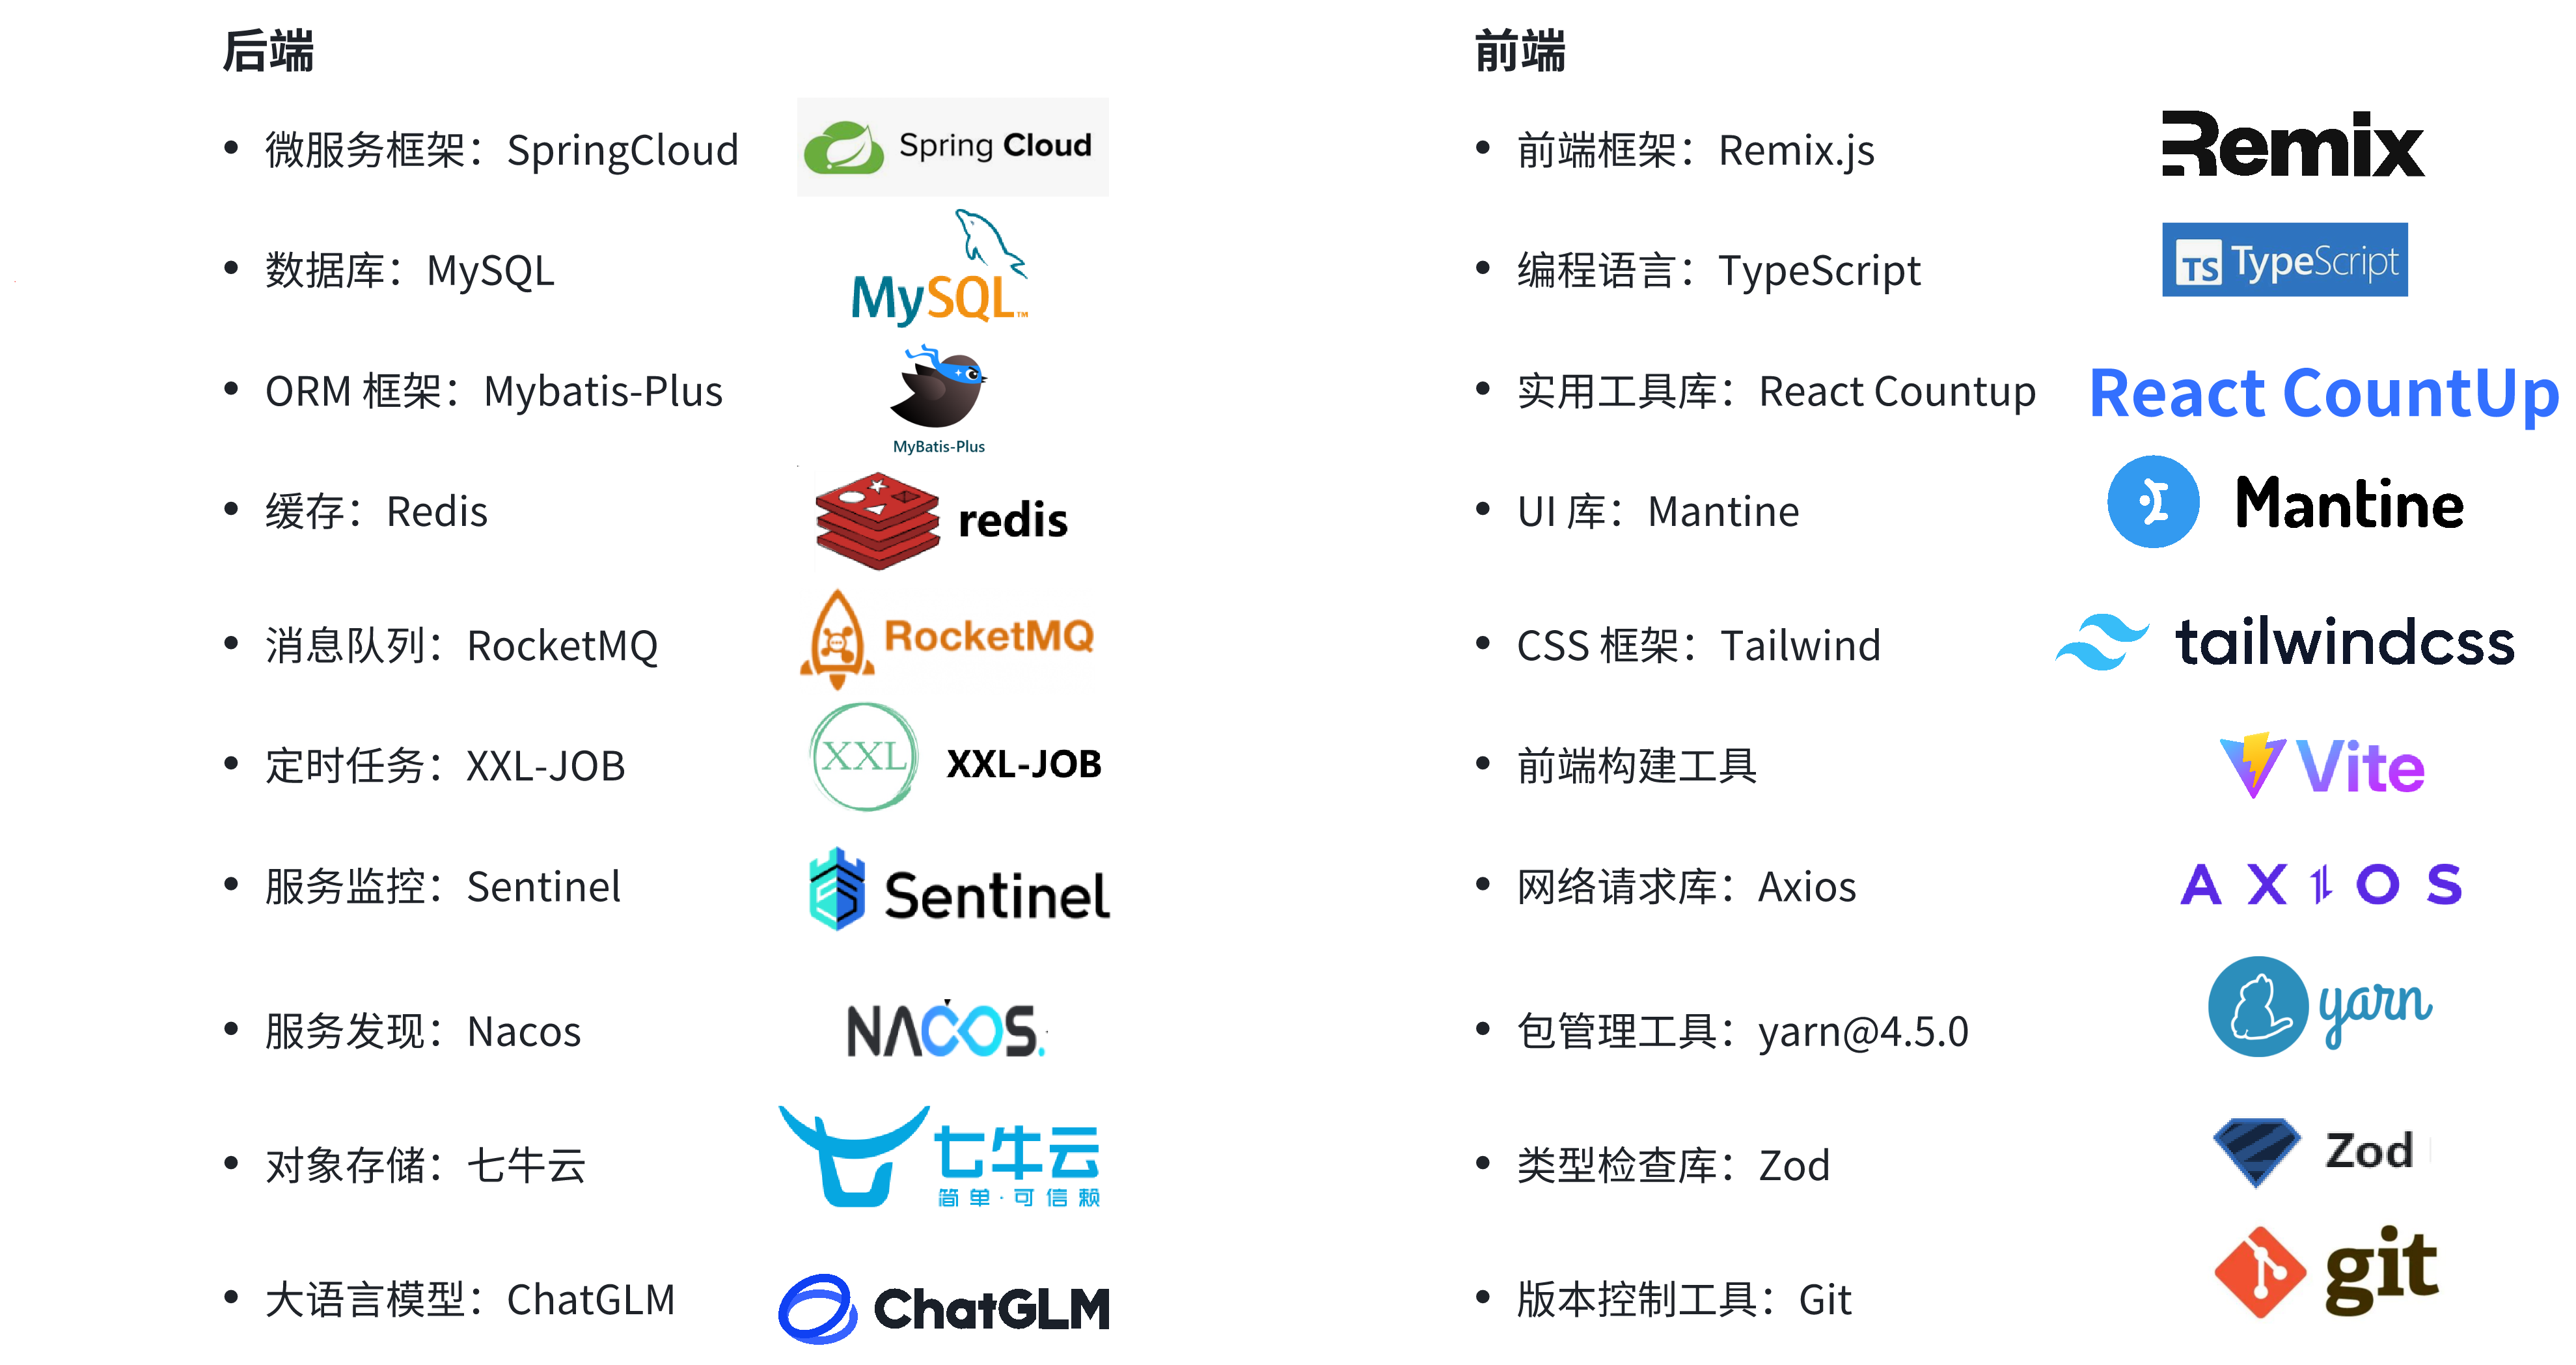 后端
微服务框架：SpringCloud
Spring Cloud
数据库：MySQL
MySQL™
ORM 框架：Mybatis-Plus
MyBatis-Plus
缓存：Redis
redis
消息队列：RocketMQ
RocketMQ
定时任务：XXL-JOB
XXL
XXL-JOB
服务监控：Sentinel
Sentinel
服务发现：Nacos
NACOS.
对象存储：七牛云
七牛云
简单·可信赖
大语言模型：ChatGLM
ChatGLM
前端
前端框架：Remix.js
Remix
编程语言：TypeScript
TS TypeScript
实用工具库：React Countup
React CountUp
UI 库：Mantine
Mantine
CSS 框架：Tailwind
tailwindcss
前端构建工具
Vite
网络请求库：Axios
AXIOS
包管理工具：yarn@4.5.0
yarn
类型检查库：Zod
Zod
版本控制工具：Git
git